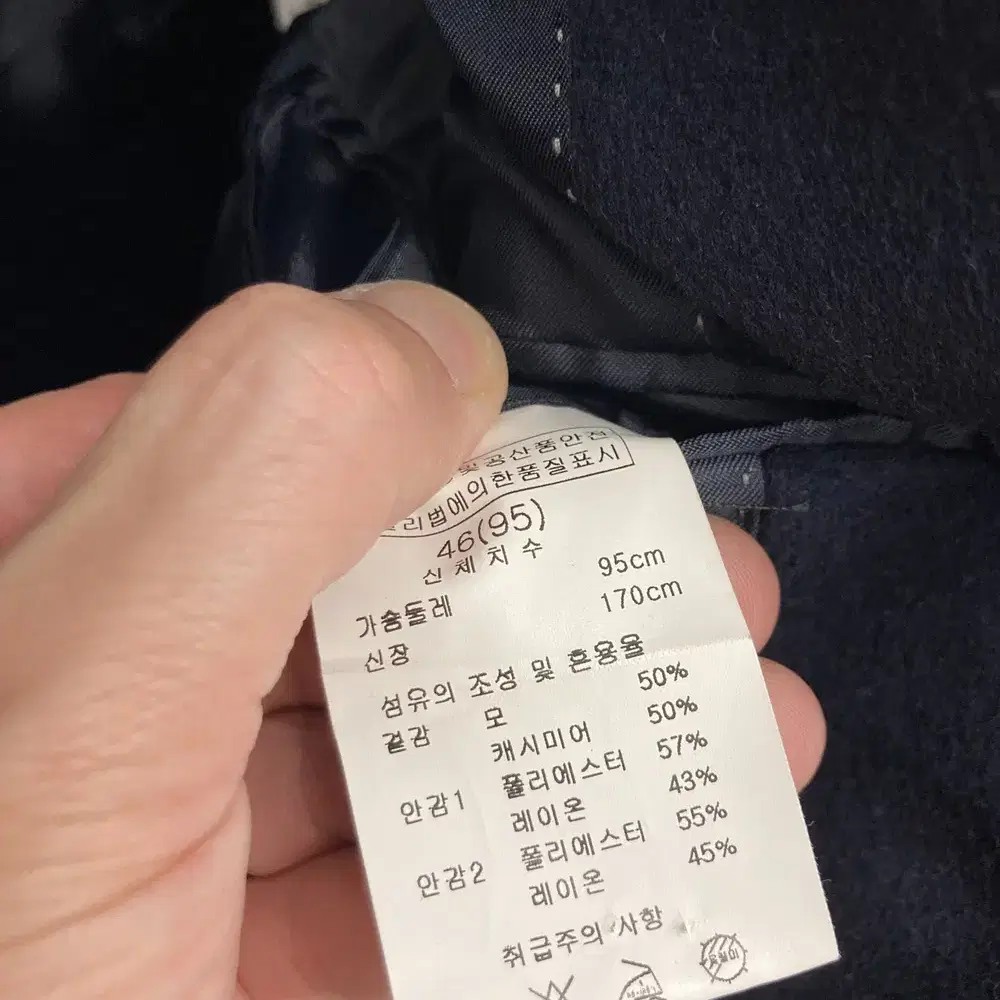 및공산품안전
리법에의한품질표시
46(95)
신체치수
가슴둘레 95cm
신장 170cm
섬유의 조성 및 혼용율
겉감 모 50%
캐시미어 50%
안감1 폴리에스터 57%
레이온 43%
안감2 폴리에스터 55%
레이온 45%
취급주의 사항